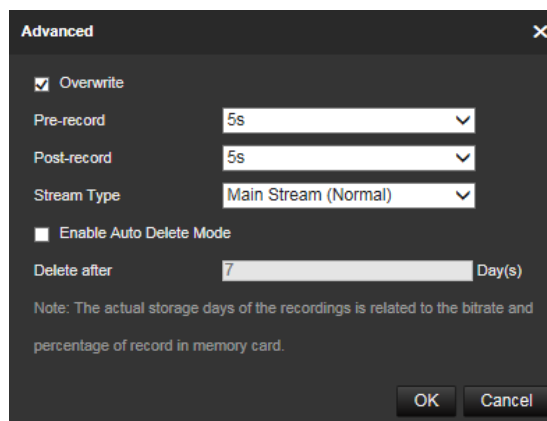 Advanced
Overwrite
Pre-record 5s
Post-record 5s
Stream Type Main Stream (Normal)
Enable Auto Delete Mode
Delete after 7 Day(s)
Note: The actual storage days of the recordings is related to the bitrate and
percentage of record in memory card.
OK Cancel